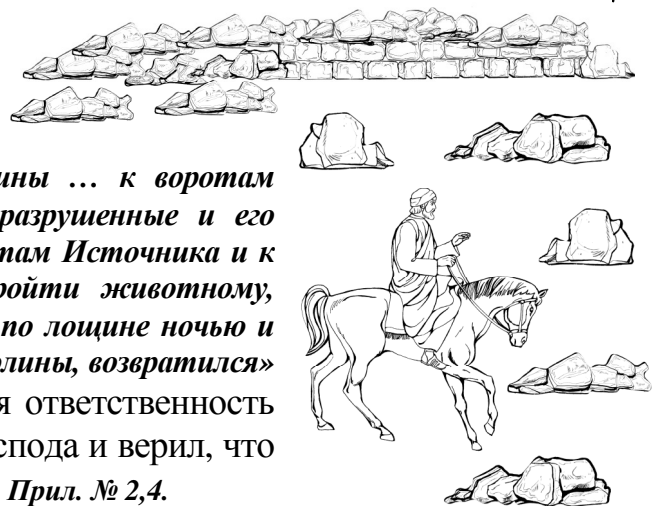 ины … к воротам
разрушенные и его
там Источника и к
ройти животному,
по лощине ночью и
олины, возвратился»
я ответственность
спода и верил, что
Прил. № 2,4.